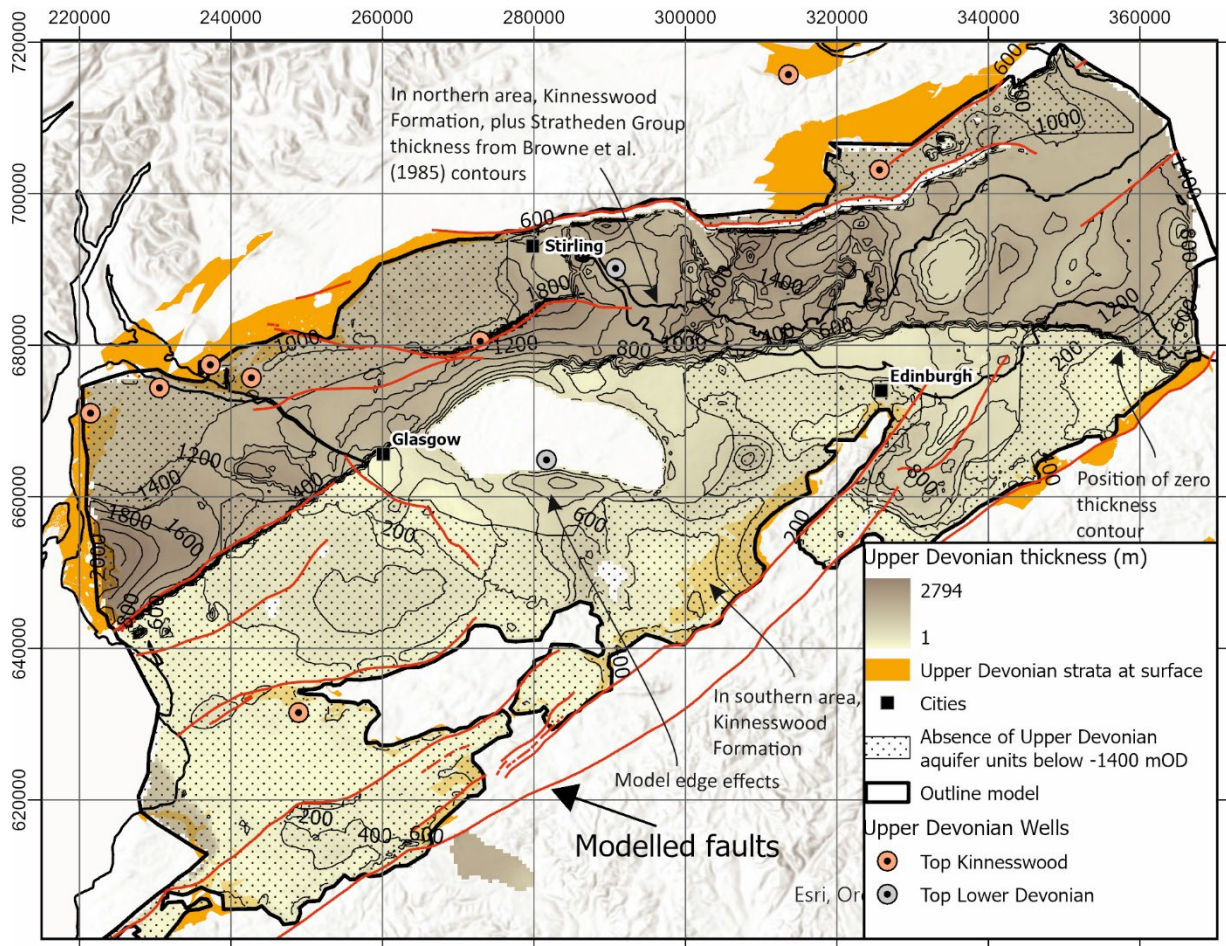 220000 240000 260000 280000 300000 320000 340000 360000
720000
700000
680000
660000
640000
620000
In northern area, Kinnesswood
Formation, plus Stratheden Group
thickness from Browne et al.
(1985) contours
600
600
1000
1400
800
600
Stirling
1800
1400
1600
1200
400
600
1000
1200
800
1000
600
200
Edinburgh
Glasgow
1200
1400
400
1800
1600
2000
200
600
800
200
Position of zero
thickness
contour
In southern area,
Kinnesswood
Formation
Model edge effects
200
400
600
Modelled faults
Esri,
Upper Devonian thickness (m)
2794
1
Upper Devonian strata at surface
Cities
Absence of Upper Devonian
aquifer units below -1400 mOD
Outline model
Upper Devonian Wells
Top Kinnesswood
Top Lower Devonian